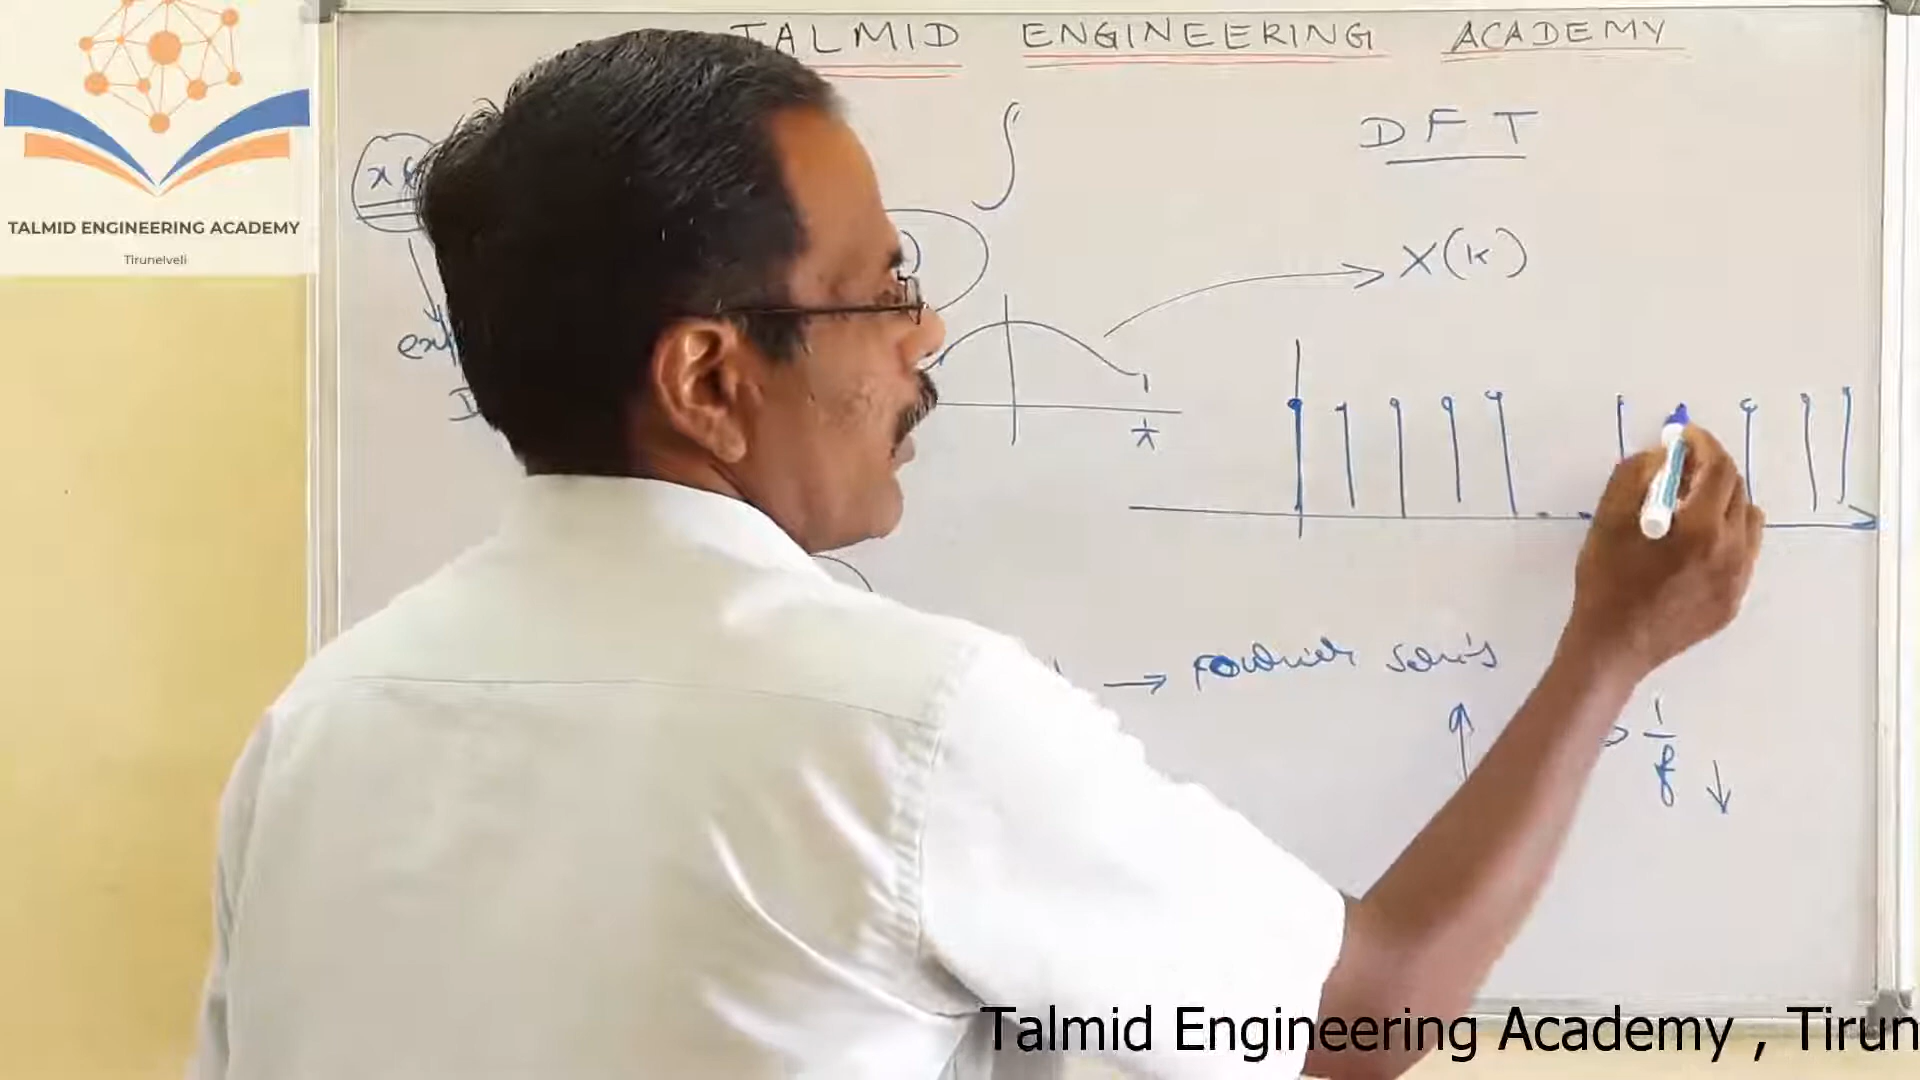 TALMID ENGINEERING ACADEMY
TALMID ENGINEERING ACADEMY
Tirunelveli
DFT
∫
X(k)
π
→ Fourier series
1/f ↓
Talmid Engineering Academy , Tirun